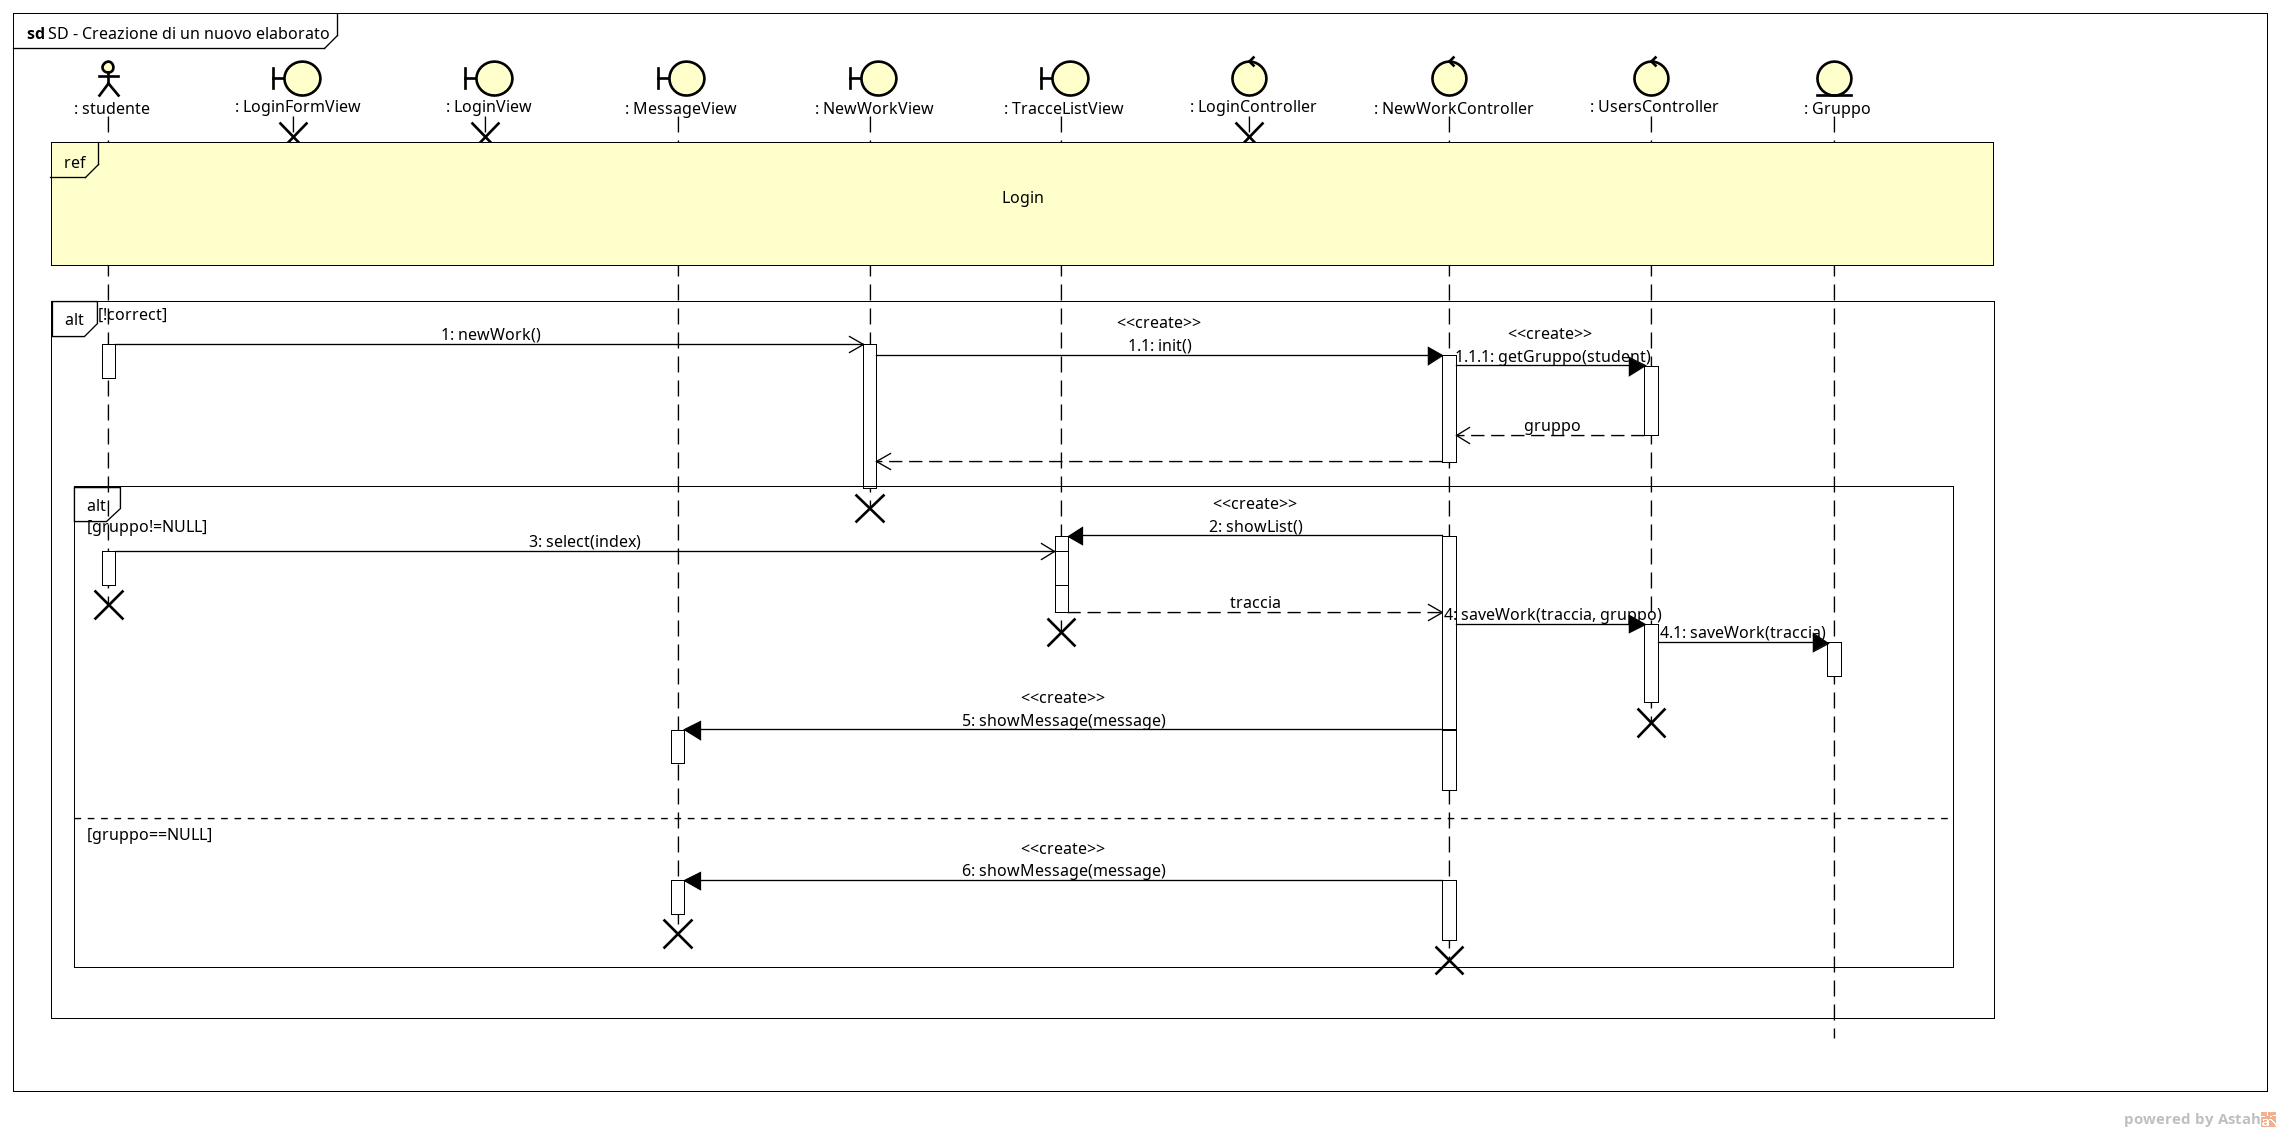 sd SD - Creazione di un nuovo elaborato
: studente
: LoginFormView
: LoginView
: MessageView
: NewWorkView
: TracceListView
: LoginController
: NewWorkController
: UsersController
: Gruppo
ref
Login
alt
[!correct]
1: newWork()
<<create>>
1.1: init()
<<create>>
1.1.1: getGruppo(student)
gruppo
alt
[gruppo!=NULL]
<<create>>
2: showList()
3: select(index)
traccia
4: saveWork(traccia, gruppo)
4.1: saveWork(traccia)
<<create>>
5: showMessage(message)
[gruppo==NULL]
<<create>>
6: showMessage(message)
powered by Astah